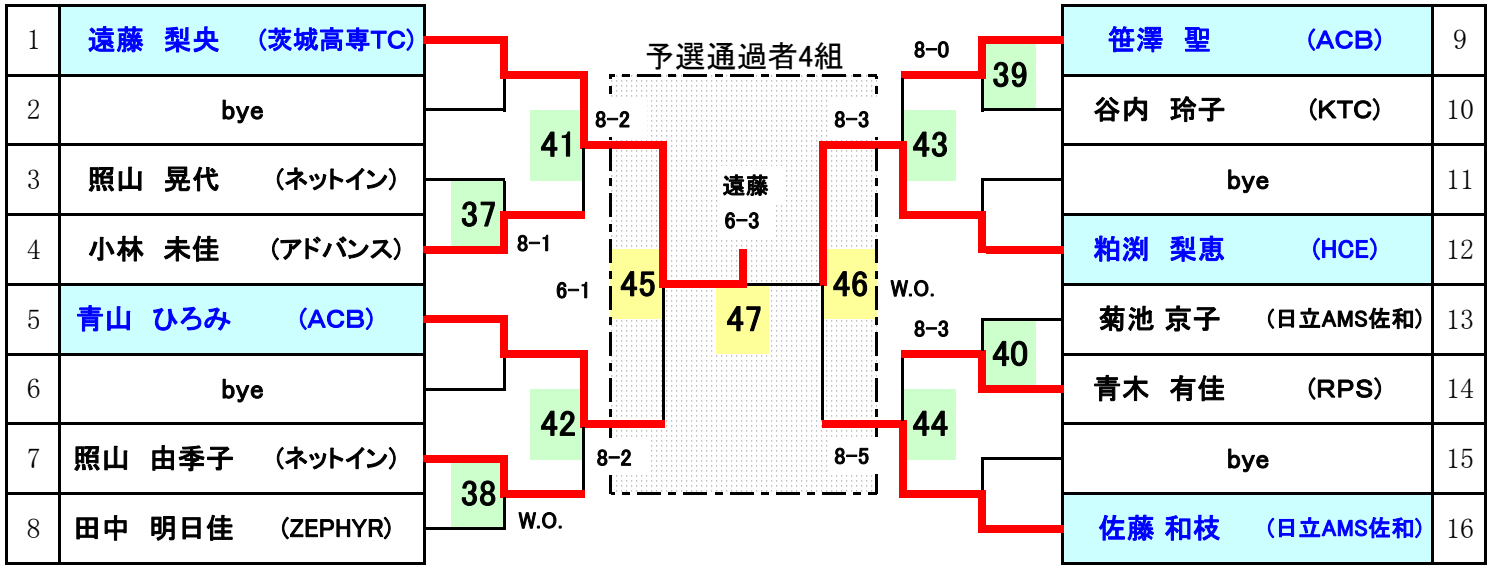 1 遠藤 梨央 (茨城高専TC)
2 bye
3 照山 晃代 (ネットイン)
4 小林 未佳 (アドバンス)
5 青山 ひろみ (ACB)
6 bye
7 照山 由季子 (ネットイン)
8 田中 明日佳 (ZEPHYR)
37
8-1
38
W.O.
41
8-2
42
8-2
6-1
45
予選通過者4組
遠藤
6-3
47
46
W.O.
8-3
43
8-5
44
8-0
39
8-3
40
笹澤 聖 (ACB) 9
谷内 玲子 (KTC) 10
bye 11
粕渕 梨恵 (HCE) 12
菊池 京子 (日立AMS佐和) 13
青木 有佳 (RPS) 14
bye 15
佐藤 和枝 (日立AMS佐和) 16